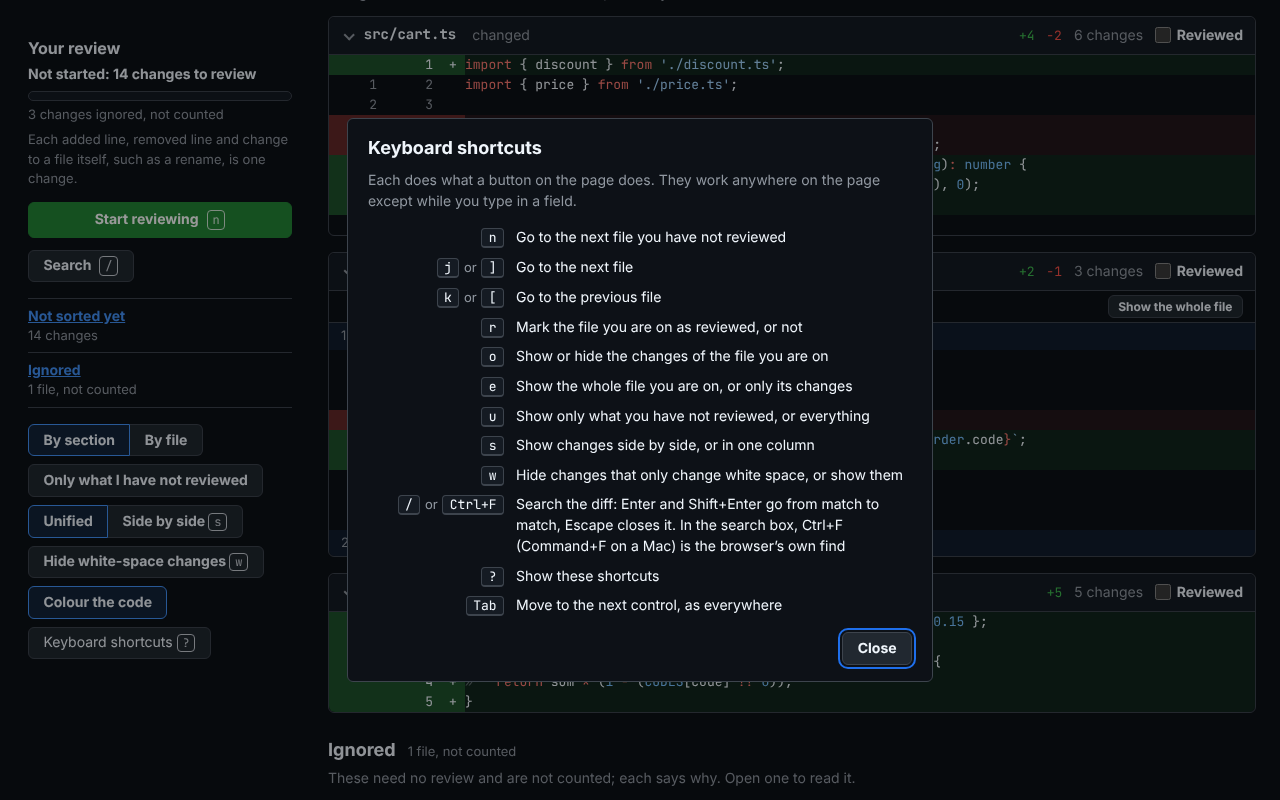 Your review
Not started: 14 changes to review
3 changes ignored, not counted
Each added line, removed line and change
to a file itself, such as a rename, is one
change.
Start reviewing n
Search /
Not sorted yet
14 changes
Ignored
1 file, not counted
By section By file
Only what I have not reviewed
Unified Side by side s
Hide white-space changes w
Colour the code
Keyboard shortcuts ?
src/cart.ts changed +4 -2 6 changes Reviewed
1 + import { discount } from './discount.ts';
1 2 import { price } from './price.ts';
2 3
;
g): number {
), 0);
+2 -1 3 changes Reviewed
Show the whole file
1
rder.code}`;
2
+5 5 changes Reviewed
0.15 };
{
5 + }
Keyboard shortcuts
Each does what a button on the page does. They work anywhere on the page
except while you type in a field.
n Go to the next file you have not reviewed
j or ] Go to the next file
k or [ Go to the previous file
r Mark the file you are on as reviewed, or not
o Show or hide the changes of the file you are on
e Show the whole file you are on, or only its changes
u Show only what you have not reviewed, or everything
s Show changes side by side, or in one column
w Hide changes that only change white space, or show them
/ or Ctrl+F Search the diff: Enter and Shift+Enter go from match to
match, Escape closes it. In the search box, Ctrl+F
(Command+F on a Mac) is the browser’s own find
? Show these shortcuts
Tab Move to the next control, as everywhere
Close
Ignored 1 file, not counted
These need no review and are not counted; each says why. Open one to read it.